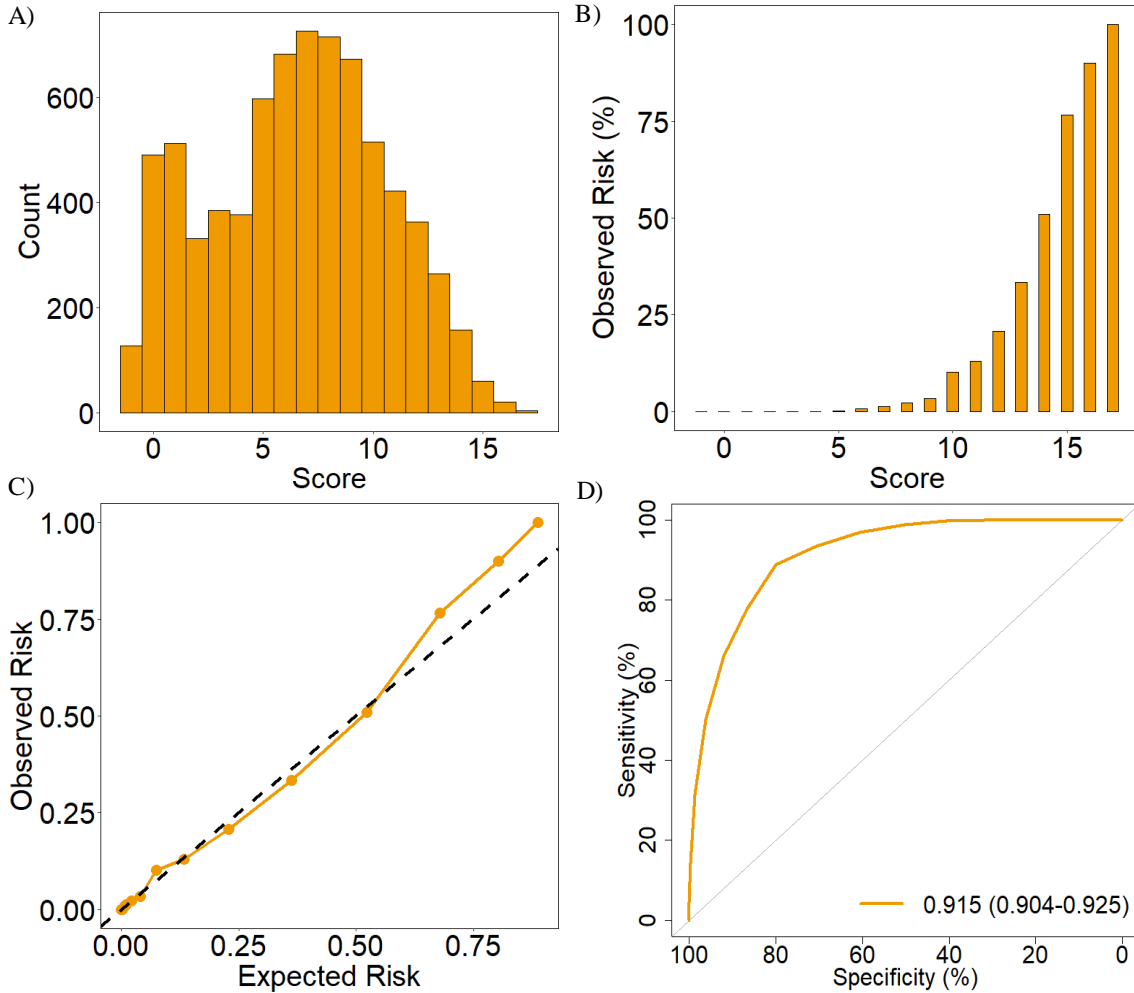 A)
Count
600
400
200
0
0 5 10 15
Score
B)
Observed Risk (%)
100
75
50
25
0
0 5 10 15
Score
C)
Observed Risk
1.00
0.75
0.50
0.25
0.00
0.00 0.25 0.50 0.75
Expected Risk
D)
Sensitivity (%)
100
80
60
40
20
0
0.915 (0.904-0.925)
100 80 60 40 20 0
Specificity (%)